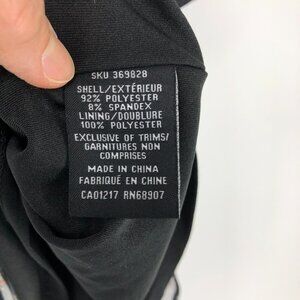 SKU 369828
SHELL/EXTÉRIEUR
92% POLYESTER
8% SPANDEX
LINING/DOUBLURE
100% POLYESTER
EXCLUSIVE OF TRIMS/
GARNITURES NON
COMPRISES
MADE IN CHINA
FABRIQUÉ EN CHINE
CA01217 RN68907